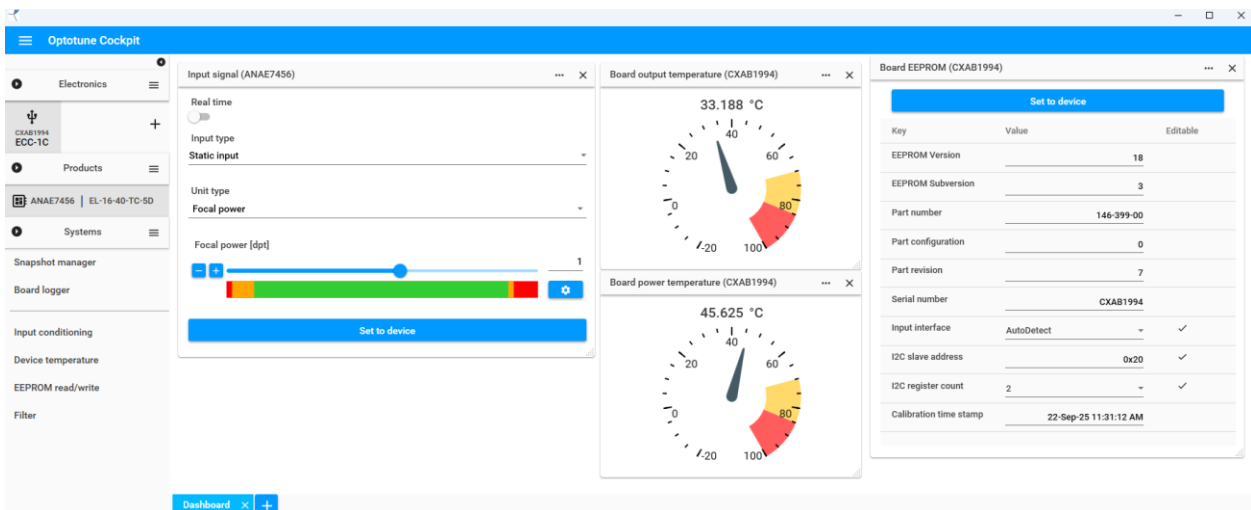 Optotune Cockpit
Electronics
CXAB1994
ECC-1C
+
Products
ANAE7456 | EL-16-40-TC-5D
Systems
Snapshot manager
Board logger
Input conditioning
Device temperature
EEPROM read/write
Filter
Input signal (ANAE7456)
Real time
Input type
Static input
Unit type
Focal power
Focal power [dpt]
1
Set to device
Board output temperature (CXAB1994)
33.188 °C
-20
0
20
40
60
80
100
Board power temperature (CXAB1994)
45.625 °C
-20
0
20
40
60
80
100
Board EEPROM (CXAB1994)
Set to device
Key Value Editable
EEPROM Version 18
EEPROM Subversion 3
Part number 146-399-00
Part configuration 0
Part revision 7
Serial number CXAB1994
Input interface AutoDetect
I2C slave address 0x20
I2C register count 2
Calibration time stamp 22-Sep-25 11:31:12 AM
Dashboard